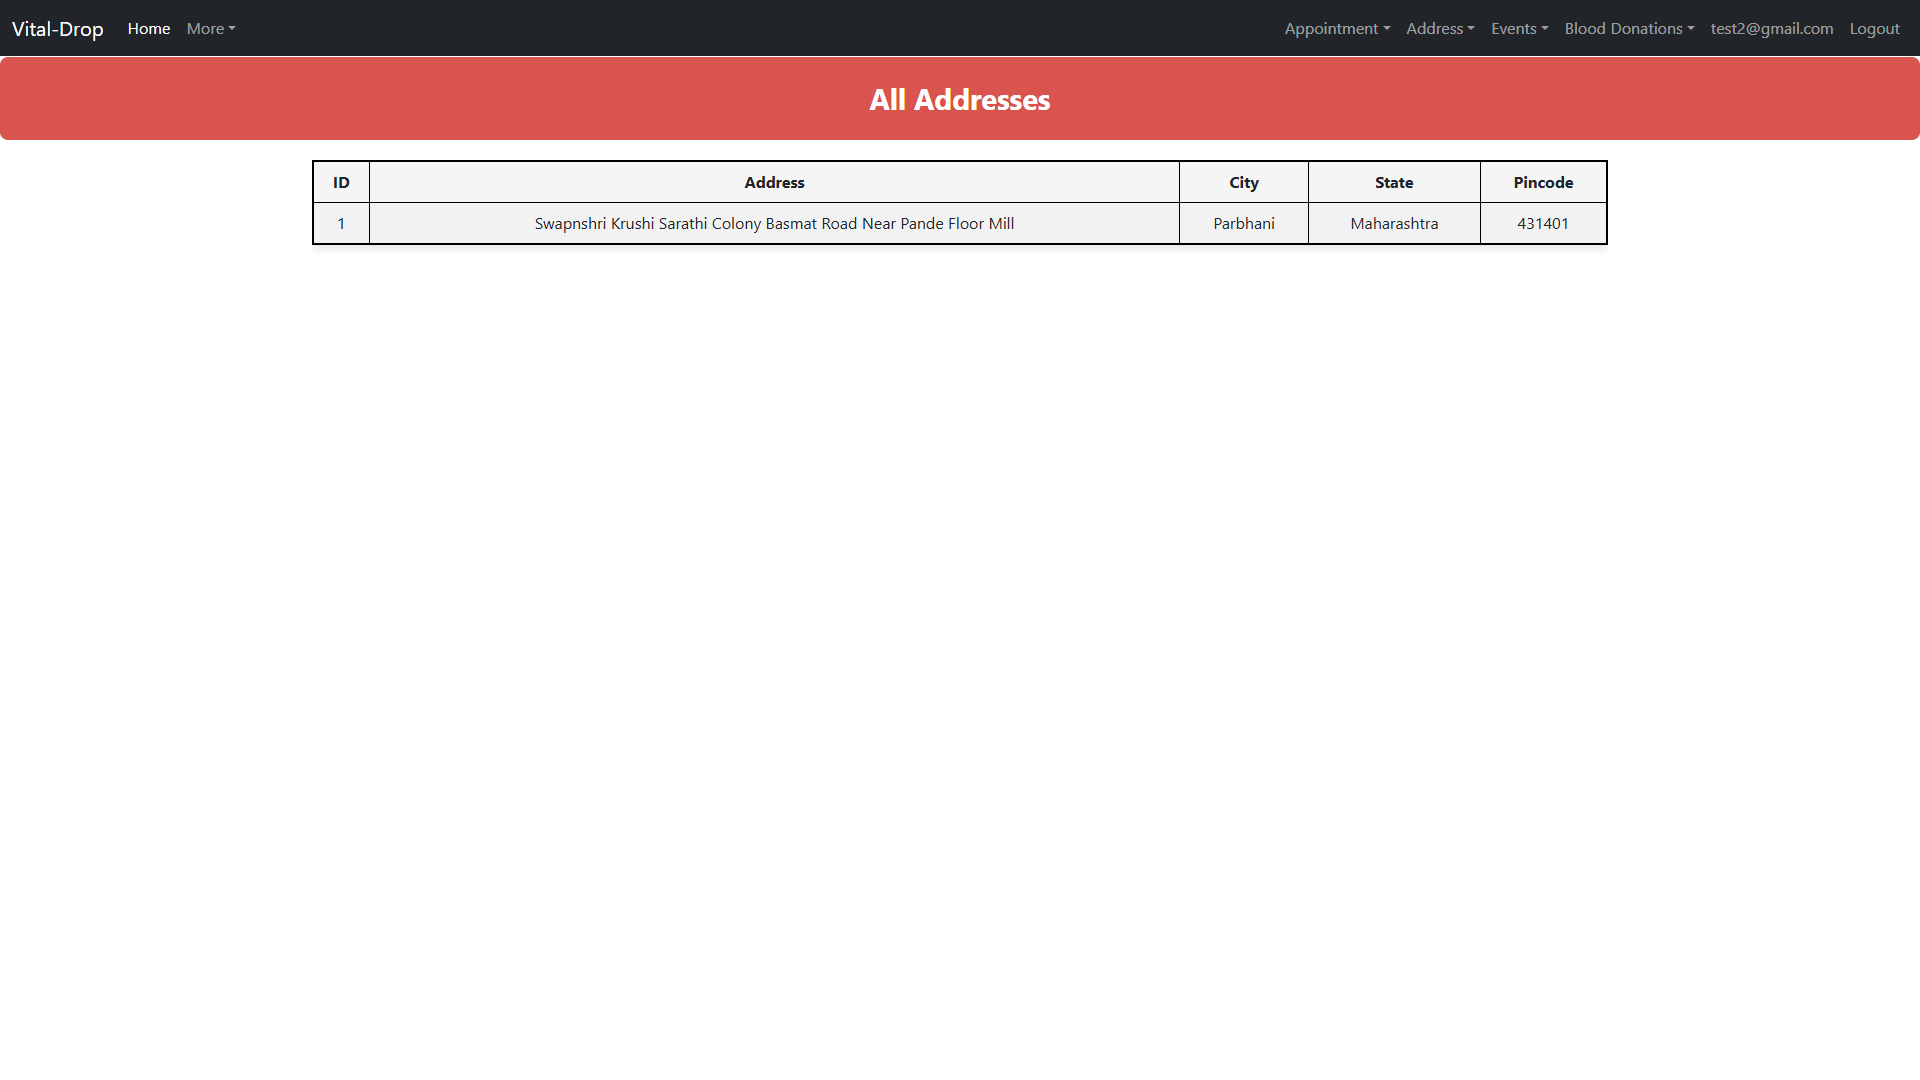 Vital-Drop Home More Appointment Address Events Blood Donations test2@gmail.com Logout
All Addresses
ID Address City State Pincode
1 Swapnshri Krushi Sarathi Colony Basmat Road Near Pande Floor Mill Parbhani Maharashtra 431401